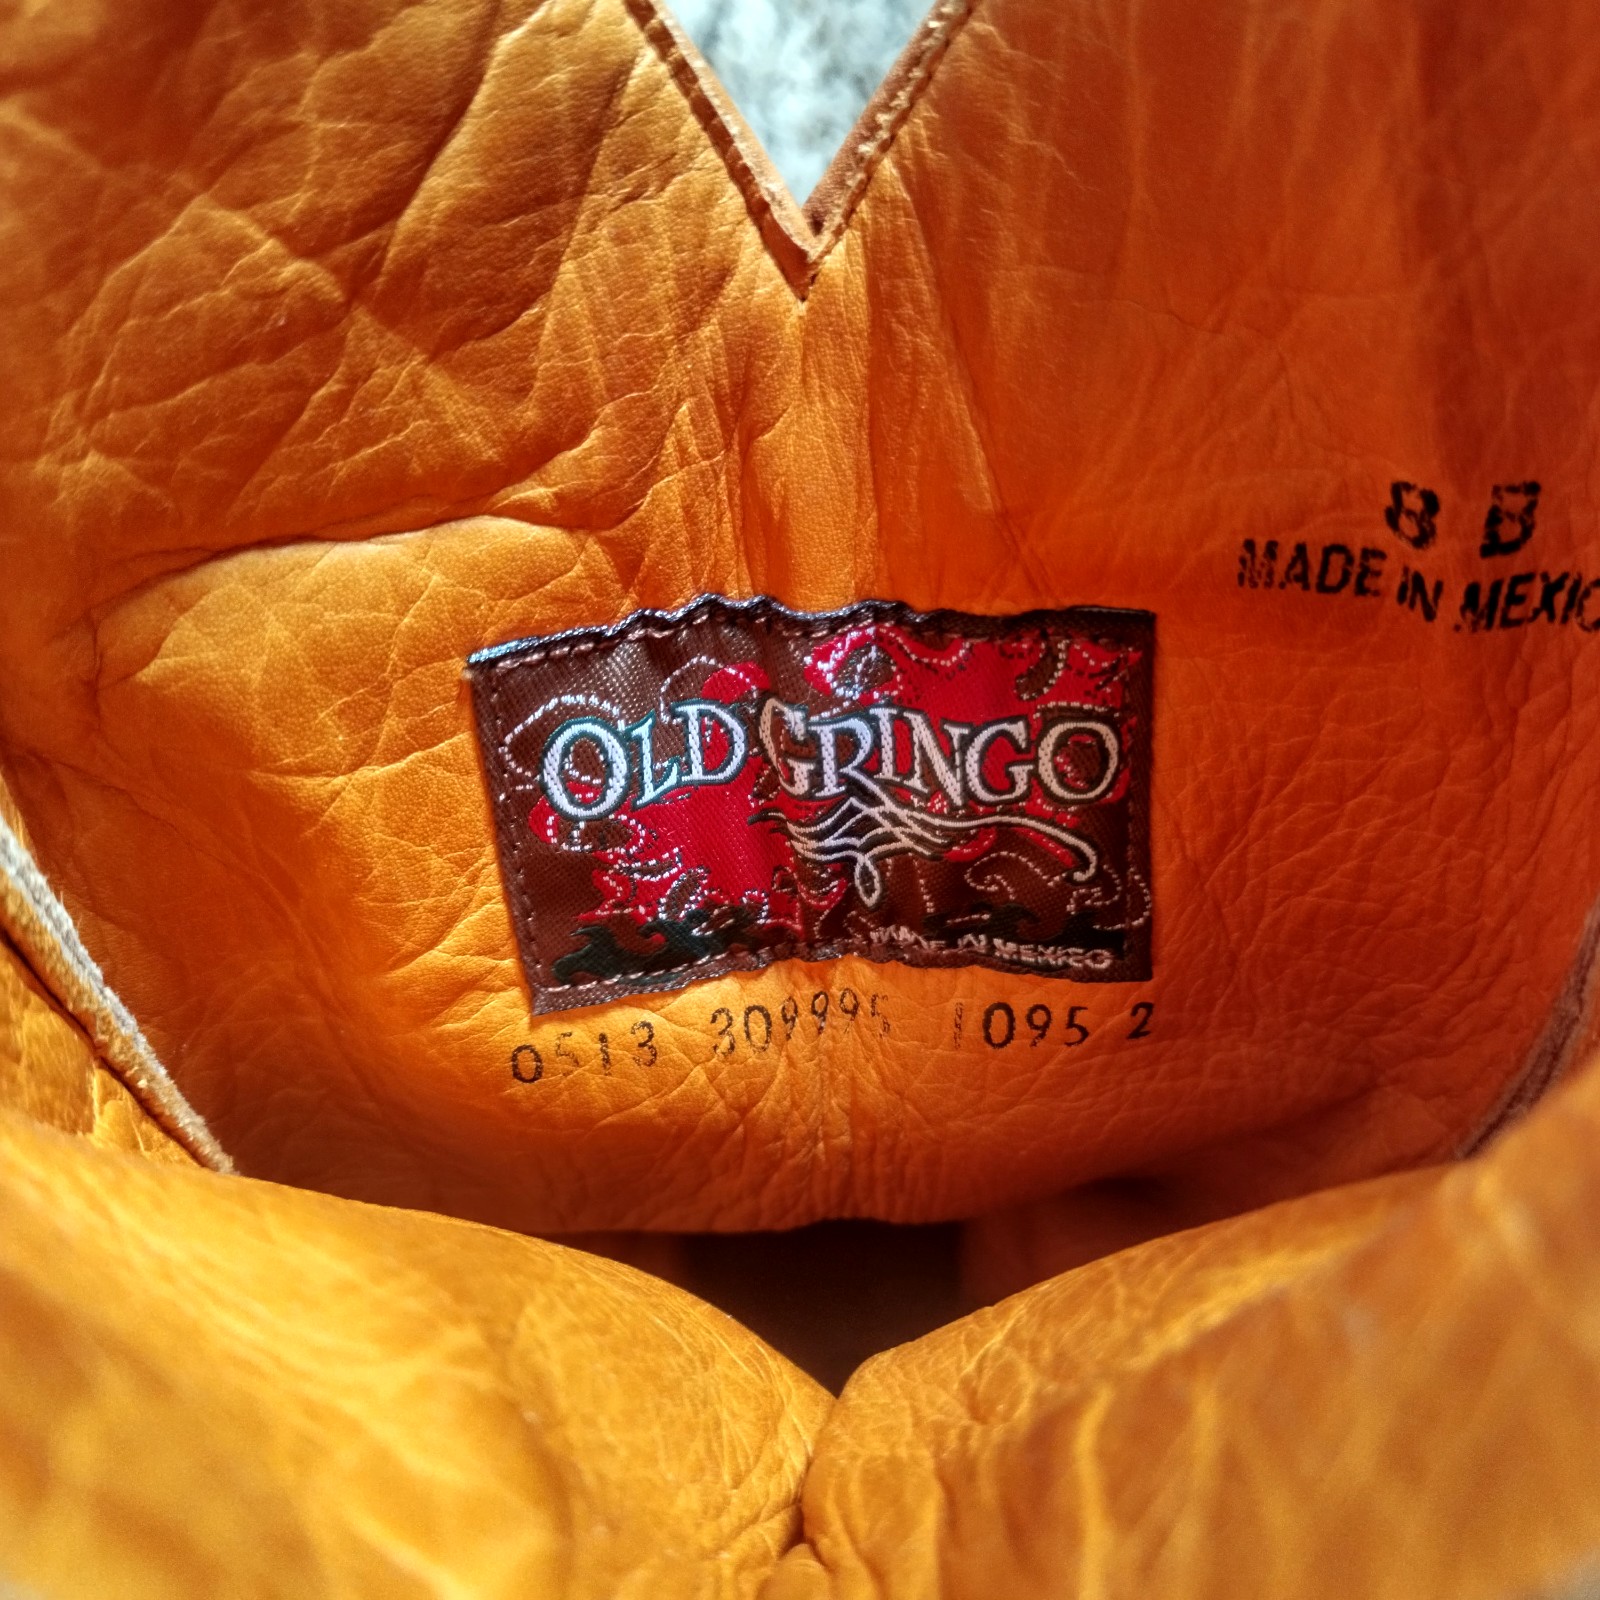 8 B
MADE IN MEXICO
OLD GRINGO
MADE IN MEXICO
0513 309995 1095 2